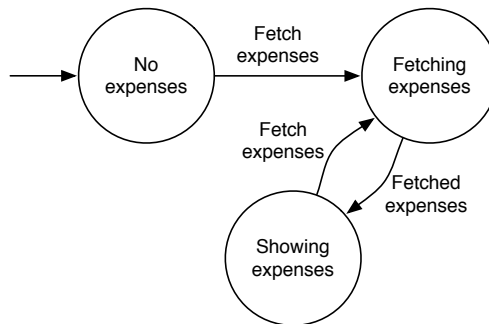 No
expenses
Fetch
expenses
Fetching
expenses
Fetch
expenses
Fetched
expenses
Showing
expenses